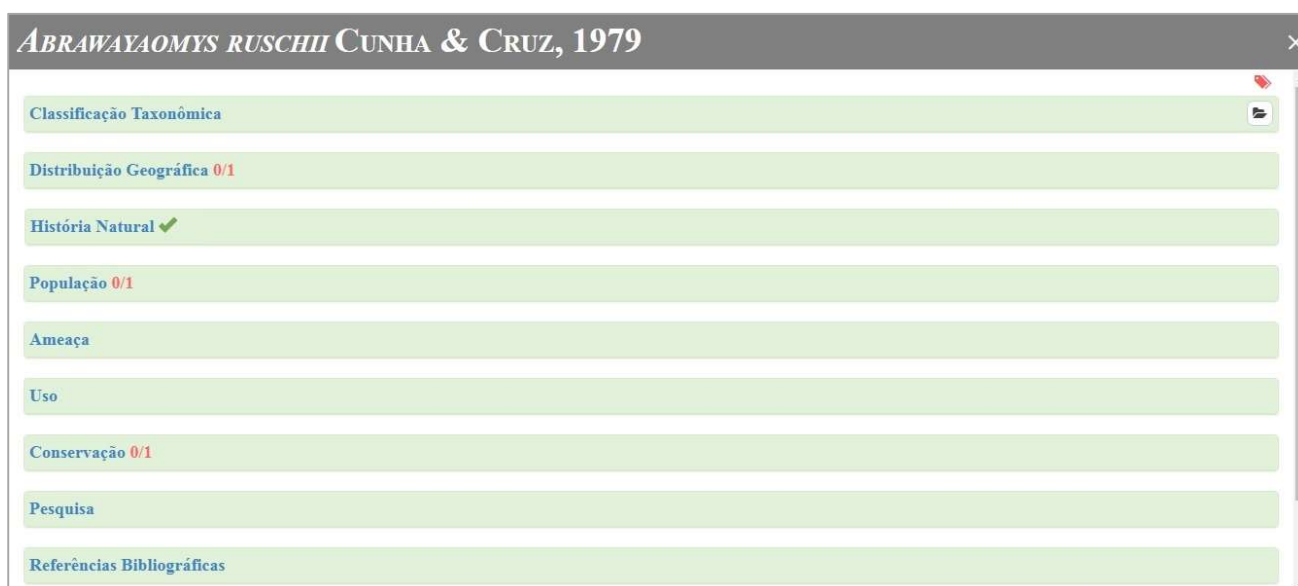 ABRAWAYAOMYS RUSCHII CUNHA & CRUZ, 1979
Classificação Taxonômica
Distribuição Geográfica 0/1
História Natural
População 0/1
Ameaça
Uso
Conservação 0/1
Pesquisa
Referências Bibliográficas